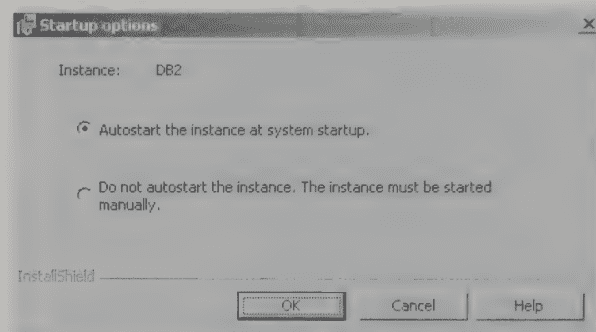 Startup options
Instance: DB2
Autostart the instance at system startup.
Do not autostart the instance. The instance must be started
manually.
InstallShield
OK Cancel Help